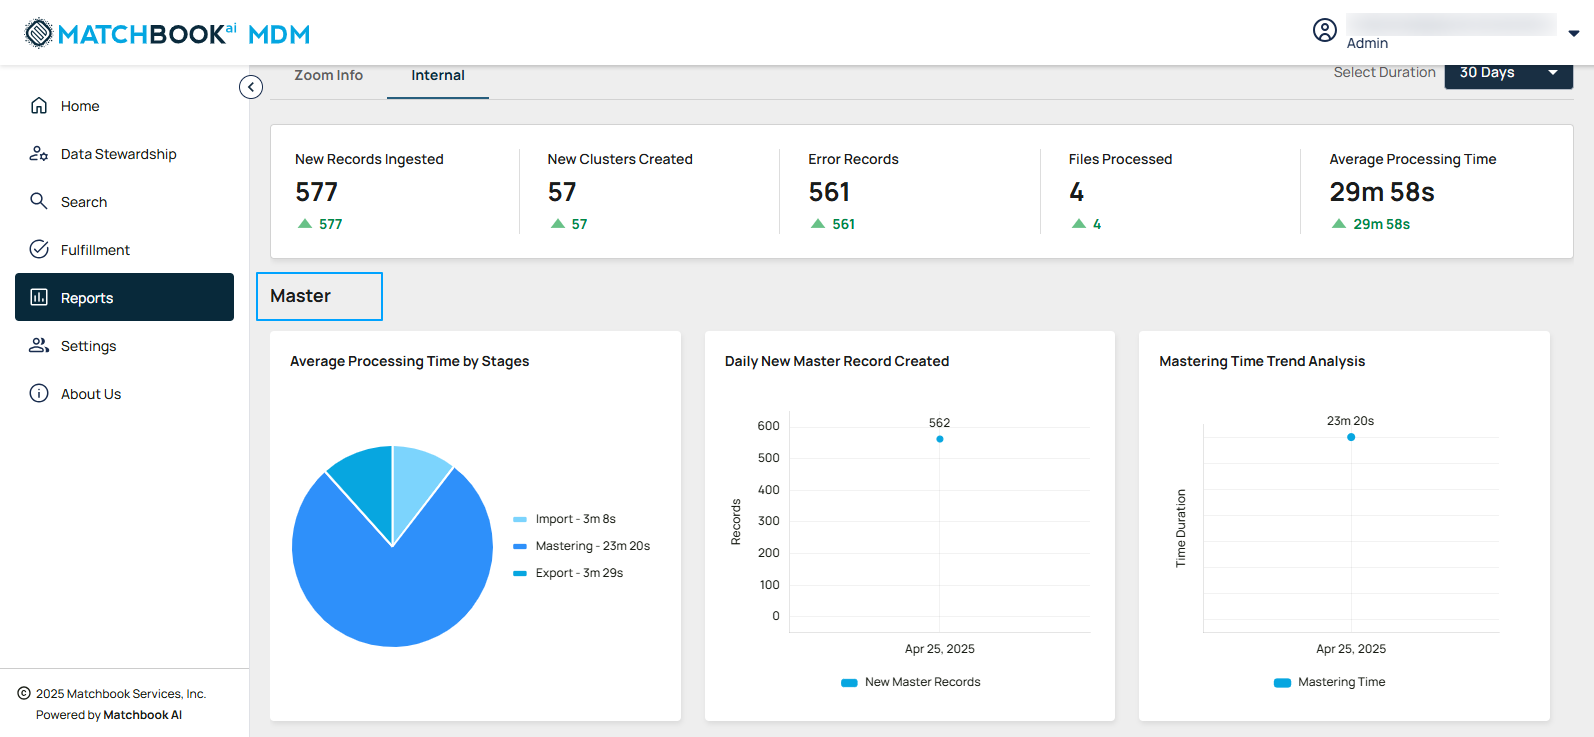 MATCHBOOKai MDM
Admin
Home
Data Stewardship
Search
Fulfillment
Reports
Settings
About Us
© 2025 Matchbook Services, Inc.
Powered by Matchbook AI
Zoom Info
Internal
Select Duration
30 Days
New Records Ingested
577
577
New Clusters Created
57
57
Error Records
561
561
Files Processed
4
4
Average Processing Time
29m 58s
29m 58s
Master
Average Processing Time by Stages
Import - 3m 8s
Mastering - 23m 20s
Export - 3m 29s
Daily New Master Record Created
Records
600
500
400
300
200
100
0
562
Apr 25, 2025
New Master Records
Mastering Time Trend Analysis
Time Duration
23m 20s
Apr 25, 2025
Mastering Time